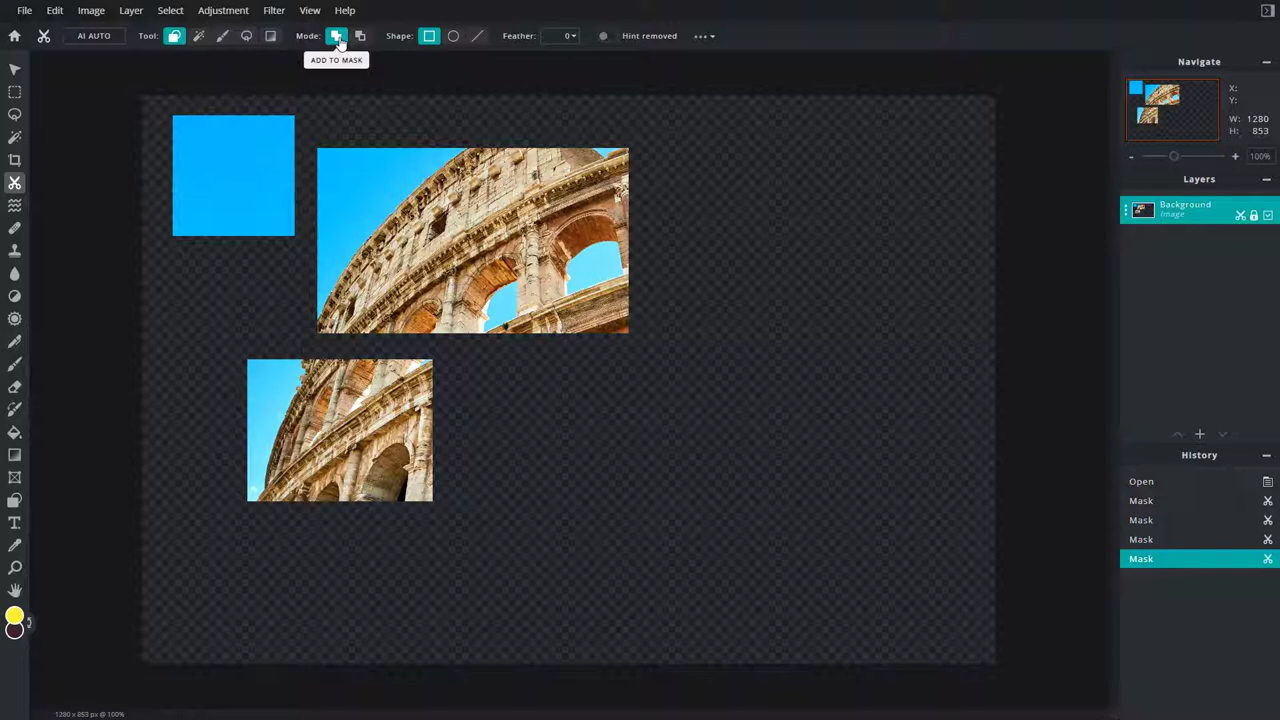 File Edit Image Layer Select Adjustment Filter View Help
AI AUTO Tool: Mode: Shape: Feather: 0 Hint removed
ADD TO MASK
Navigate
X:
Y:
W: 1280
H: 853
- + 100%
Layers
Background
Image
History
Open
Mask
Mask
Mask
Mask
1280 x 853 px @ 100%